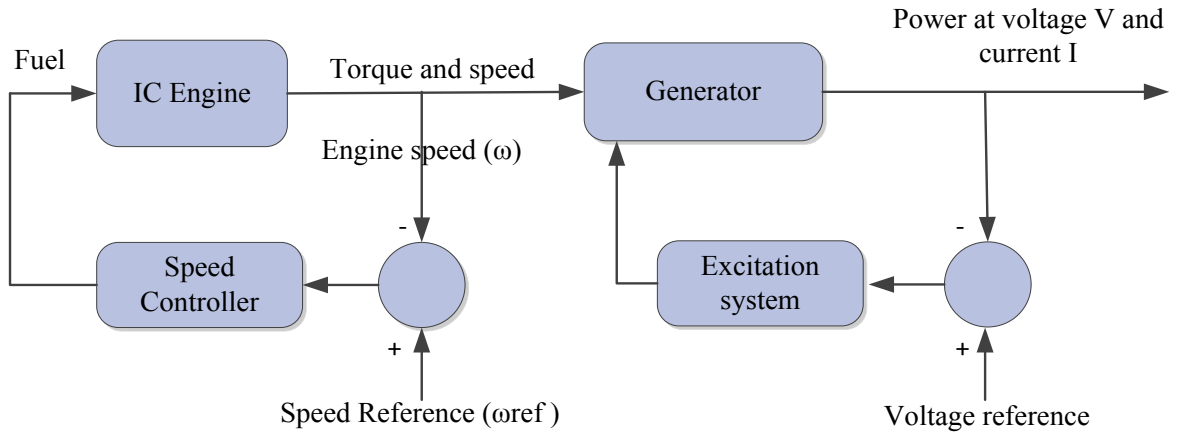 Power at voltage V and
current I
Fuel
IC Engine
Torque and speed
Generator
Engine speed (ω)
-
-
Speed
Controller
Excitation
system
+
+
Speed Reference (ωref )
Voltage reference